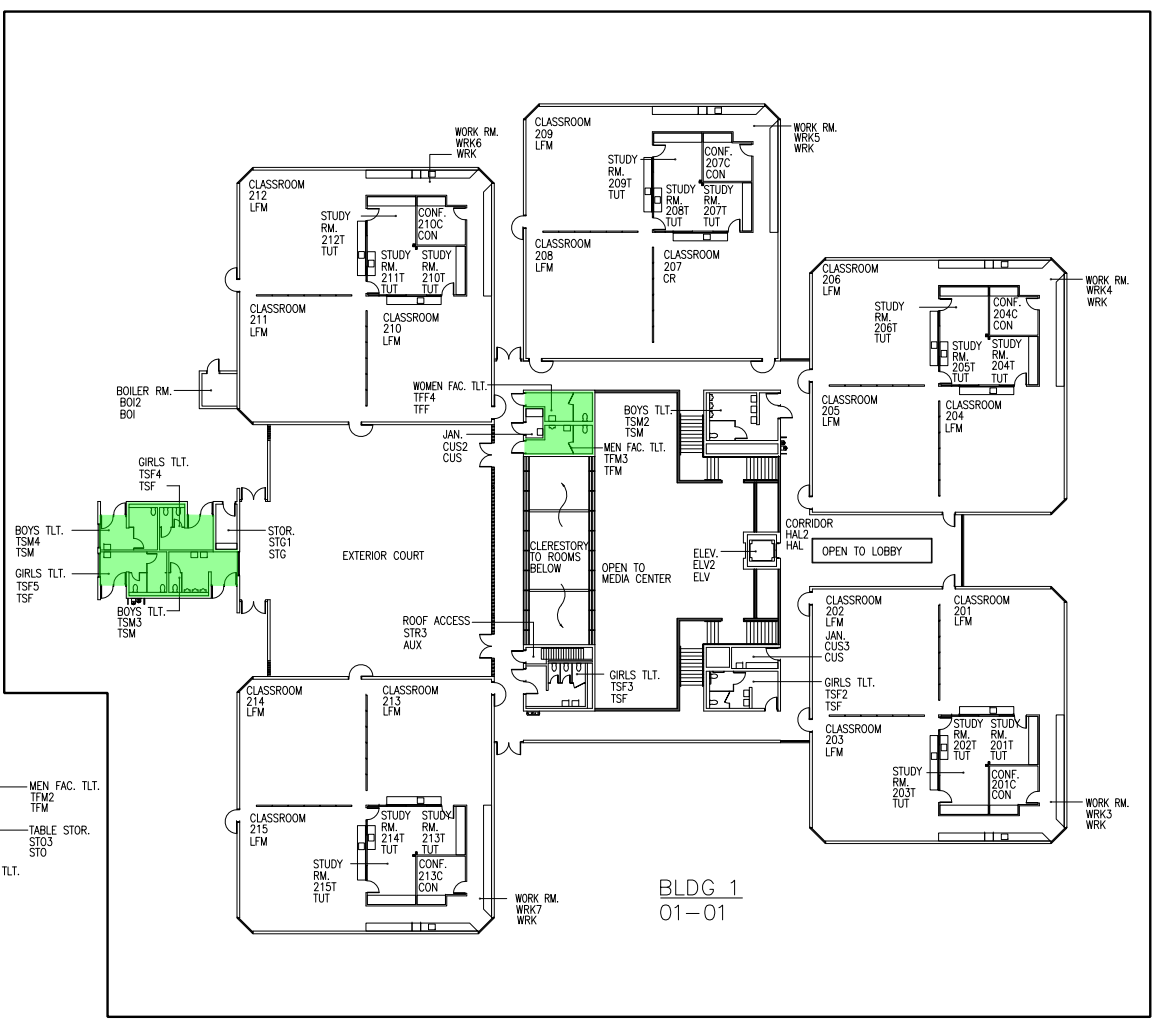 CLASSROOM
209
LFM
STUDY
RM.
209T
TUT
CONF.
207C
CON
STUDY
RM.
208T
TUT
STUDY
RM.
207T
TUT
WORK RM.
WRK5
WRK
CLASSROOM
208
LFM
CLASSROOM
207
CR
WORK RM.
WRK6
WRK
CLASSROOM
212
LFM
STUDY
RM.
212T
TUT
CONF.
210C
CON
STUDY
RM.
211T
TUT
STUDY
RM.
210T
TUT
CLASSROOM
211
LFM
CLASSROOM
210
LFM
CLASSROOM
206
LFM
STUDY
RM.
206T
TUT
CONF.
204C
CON
STUDY
RM.
205T
TUT
STUDY
RM.
204T
TUT
WORK RM.
WRK4
WRK
CLASSROOM
205
LFM
CLASSROOM
204
LFM
BOILER RM.
BOI2
BOI
WOMEN FAC. TLT.
TFF4
TFF
JAN.
CUS2
CUS
BOYS TLT.
TSM2
TSM
MEN FAC. TLT.
TFM3
TFM
GIRLS TLT.
TSF4
TSF
BOYS TLT.
TSM4
TSM
GIRLS TLT.
TSF5
TSF
BOYS TLT.
TSM3
TSM
STOR.
STG1
STG
EXTERIOR COURT
CLERESTORY
TO ROOMS
BELOW
OPEN TO
MEDIA CENTER
ELEV.
ELV2
ELV
CORRIDOR
HAL2
HAL
OPEN TO LOBBY
ROOF ACCESS
STR3
AUX
GIRLS TLT.
TSF3
TSF
JAN.
CUS3
CUS
GIRLS TLT.
TSF2
TSF
CLASSROOM
202
LFM
CLASSROOM
201
LFM
CLASSROOM
203
LFM
STUDY
RM.
202T
TUT
STUDY
RM.
201T
TUT
STUDY
RM.
203T
TUT
CONF.
201C
CON
WORK RM.
WRK3
WRK
CLASSROOM
214
LFM
CLASSROOM
213
LFM
CLASSROOM
215
LFM
STUDY
RM.
214T
TUT
STUDY
RM.
213T
TUT
STUDY
RM.
215T
TUT
CONF.
213C
CON
WORK RM.
WRK7
WRK
MEN FAC. TLT.
TFM2
TFM
TABLE STOR.
STO3
STO
TLT.
BLDG 1
01-01